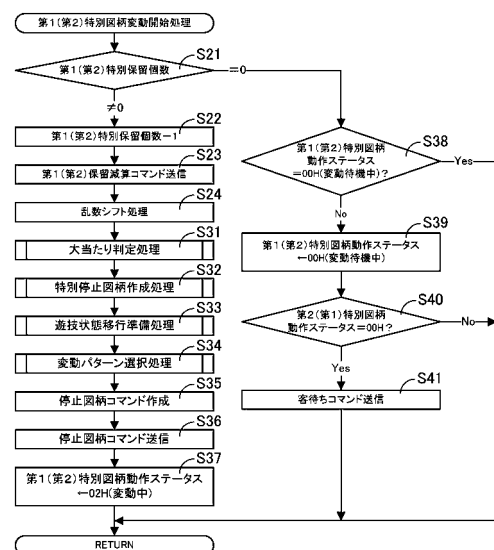 第1(第2)特別図柄変動開始処理
S21
第1(第2)特別保留個数
=0
≠0
S22
第1(第2)特別保留個数-1
S23
第1(第2)保留減算コマンド送信
S24
乱数シフト処理
S31
大当たり判定処理
S32
特別停止図柄作成処理
S33
遊技状態移行準備処理
S34
変動パターン選択処理
S35
停止図柄コマンド作成
S36
停止図柄コマンド送信
S37
第1(第2)特別図柄動作ステータス
←02H(変動中)
RETURN
S38
第1(第2)特別図柄
動作ステータス
=00H(変動待機中)?
Yes
No
S39
第1(第2)特別図柄動作ステータス
←00H(変動待機中)
S40
第2(第1)特別図柄
動作ステータス=00H?
No
Yes
S41
客待ちコマンド送信